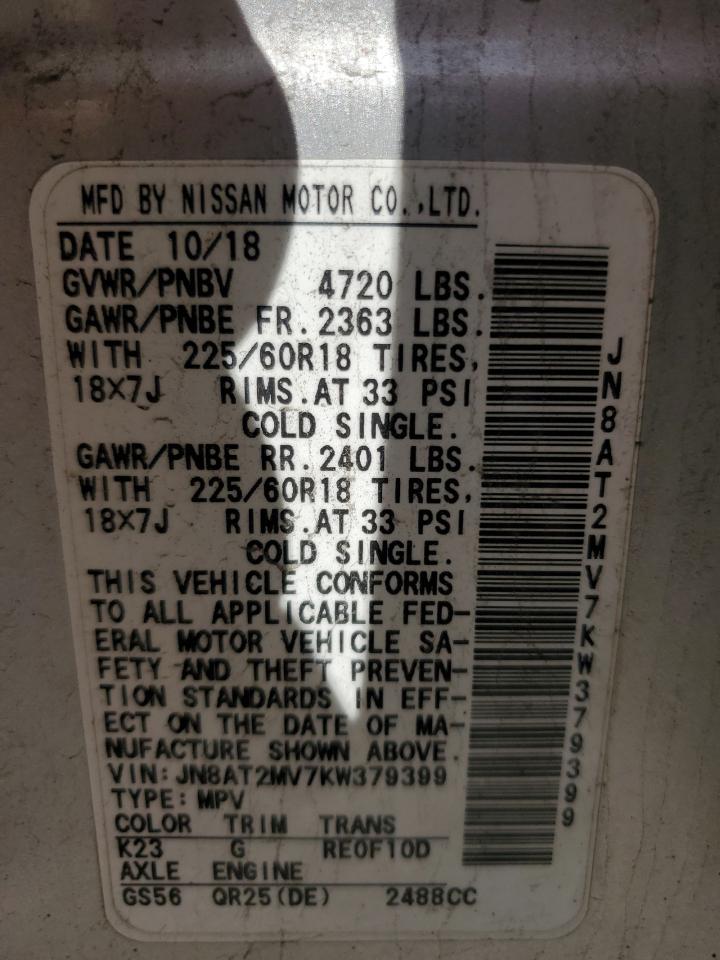 MFD BY NISSAN MOTOR CO.,LTD.
DATE 10/18
GVWR/PNBV 4720 LBS.
GAWR/PNBE FR. 2363 LBS.
WITH 225/60R18 TIRES,
18X7J RIMS.AT 33 PSI
COLD SINGLE.
GAWR/PNBE RR. 2401 LBS.
WITH 225/60R18 TIRES,
18X7J RIMS.AT 33 PSI
COLD SINGLE.
THIS VEHICLE CONFORMS
TO ALL APPLICABLE FED-
ERAL MOTOR VEHICLE SA-
FETY AND THEFT PREVEN-
TION STANDARDS IN EFF-
ECT ON THE DATE OF MA-
NUFACTURE SHOWN ABOVE.
VIN: JN8AT2MV7KW379399
TYPE: MPV
COLOR TRIM TRANS
K23 G RE0F10D
AXLE ENGINE
GS56 QR25(DE) 2488CC
JN8AT2MV7KW379399